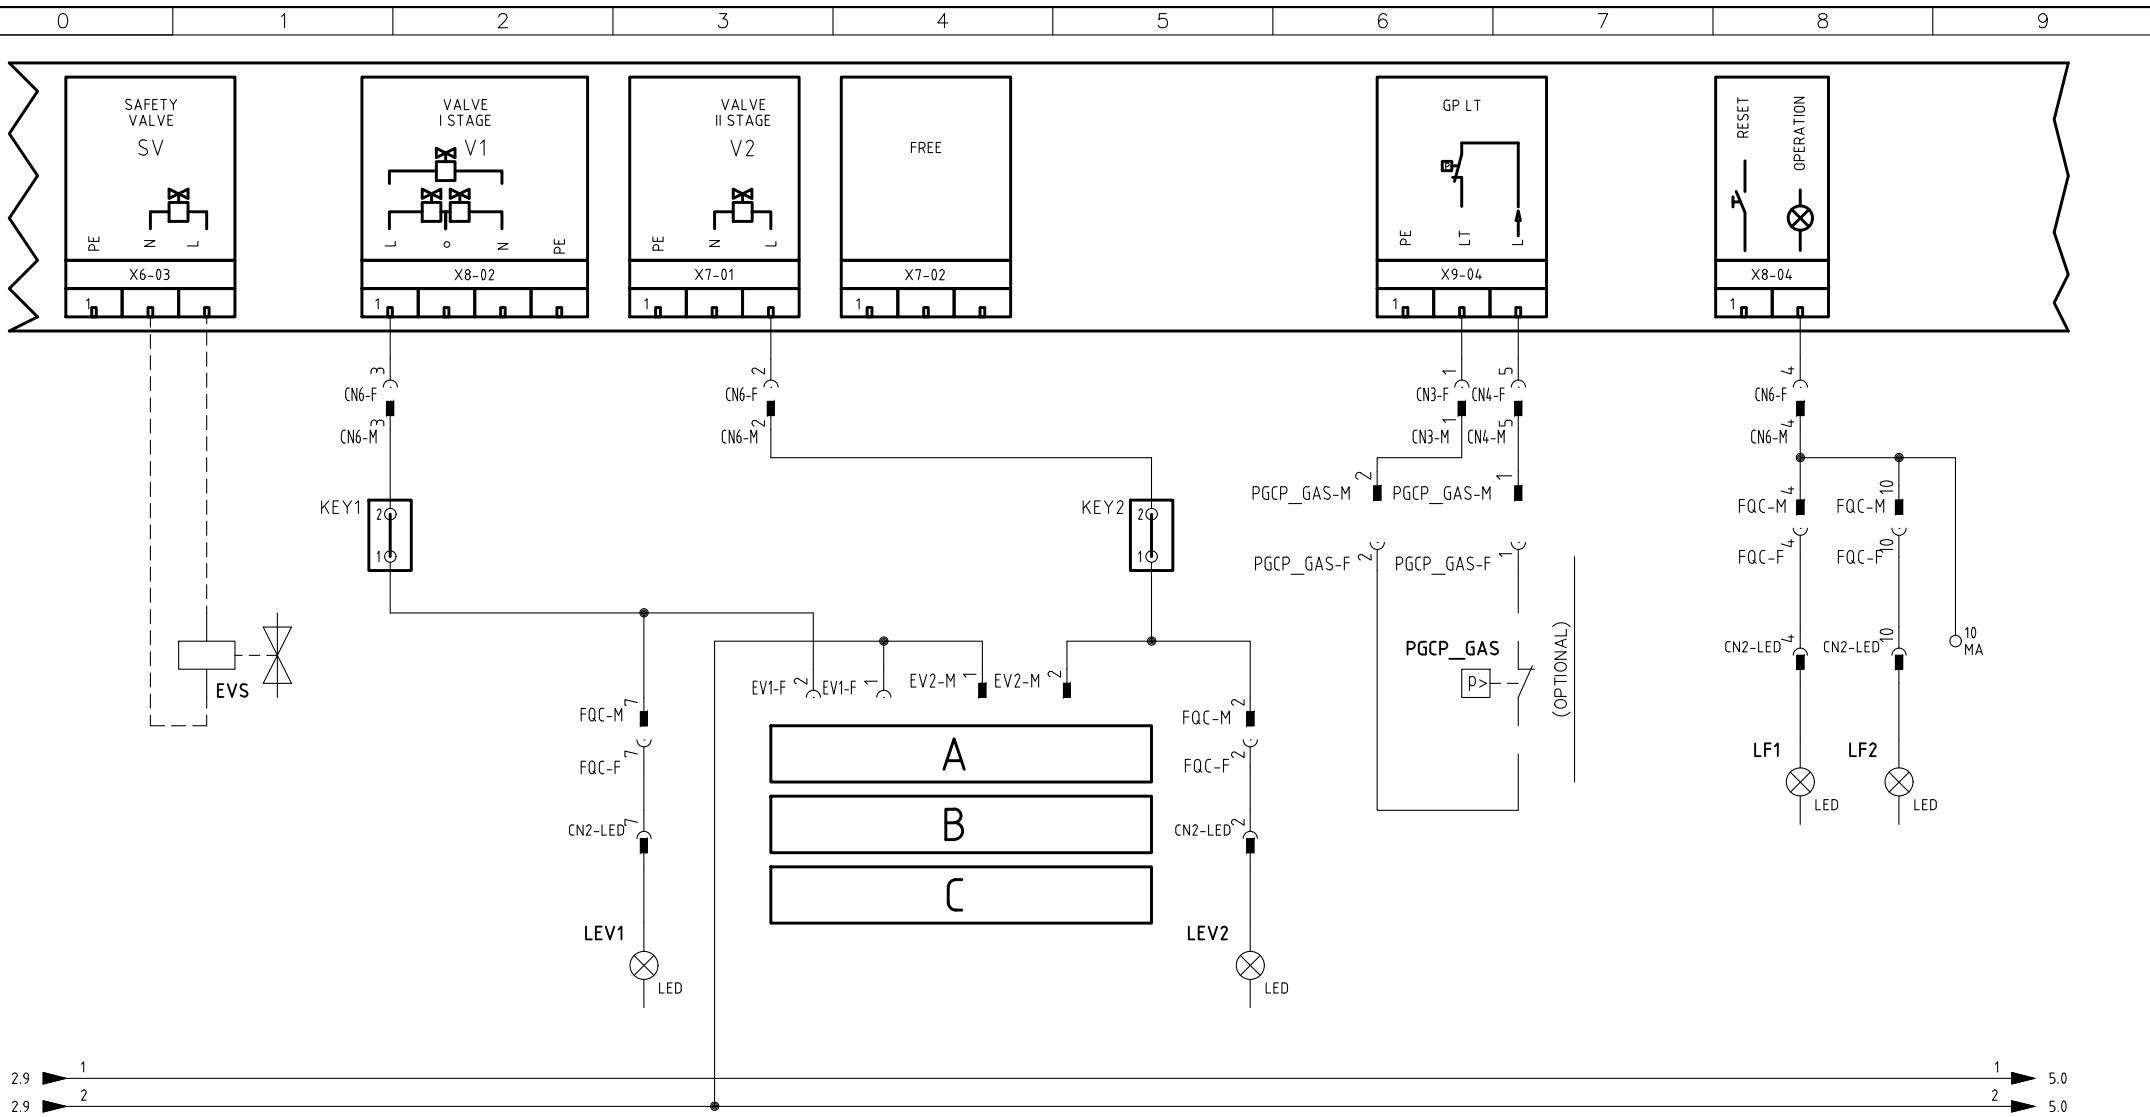 0 1 2 3 4 5 6 7 8 9
SAFETY
VALVE
SV
PE N L
X6-03
1
VALVE
I STAGE
V1
L o N PE
X8-02
1
VALVE
II STAGE
V2
PE N L
X7-01
1
FREE
X7-02
1
GP LT
P
PE LT L
X9-04
1
RESET OPERATION
X8-04
1
3
CN6-F
3
CN6-M
2
CN6-F
2
CN6-M
1 5
CN3-F CN4-F
1 5
CN3-M CN4-M
4
CN6-F
4
CN6-M
KEY1
2
1
KEY2
2
1
2 1
PGCP_GAS-M PGCP_GAS-M
PGCP_GAS-F 2 PGCP_GAS-F 1
4 10
FQC-M FQC-M
4 10
FQC-F FQC-F
EVS
EV1-F 2 EV1-F 1 EV2-M 1 EV2-M 2
PGCP_GAS
P>
(OPTIONAL)
CN2-LED 4 CN2-LED 10
10
MA
FQC-M 7
FQC-F 7
CN2-LED 7
LEV1
LED
A
B
C
FQC-M 2
FQC-F 2
CN2-LED 2
LEV2
LED
LF1 LF2
LED LED
2.9 1 1 5.0
2.9 2 2 5.0